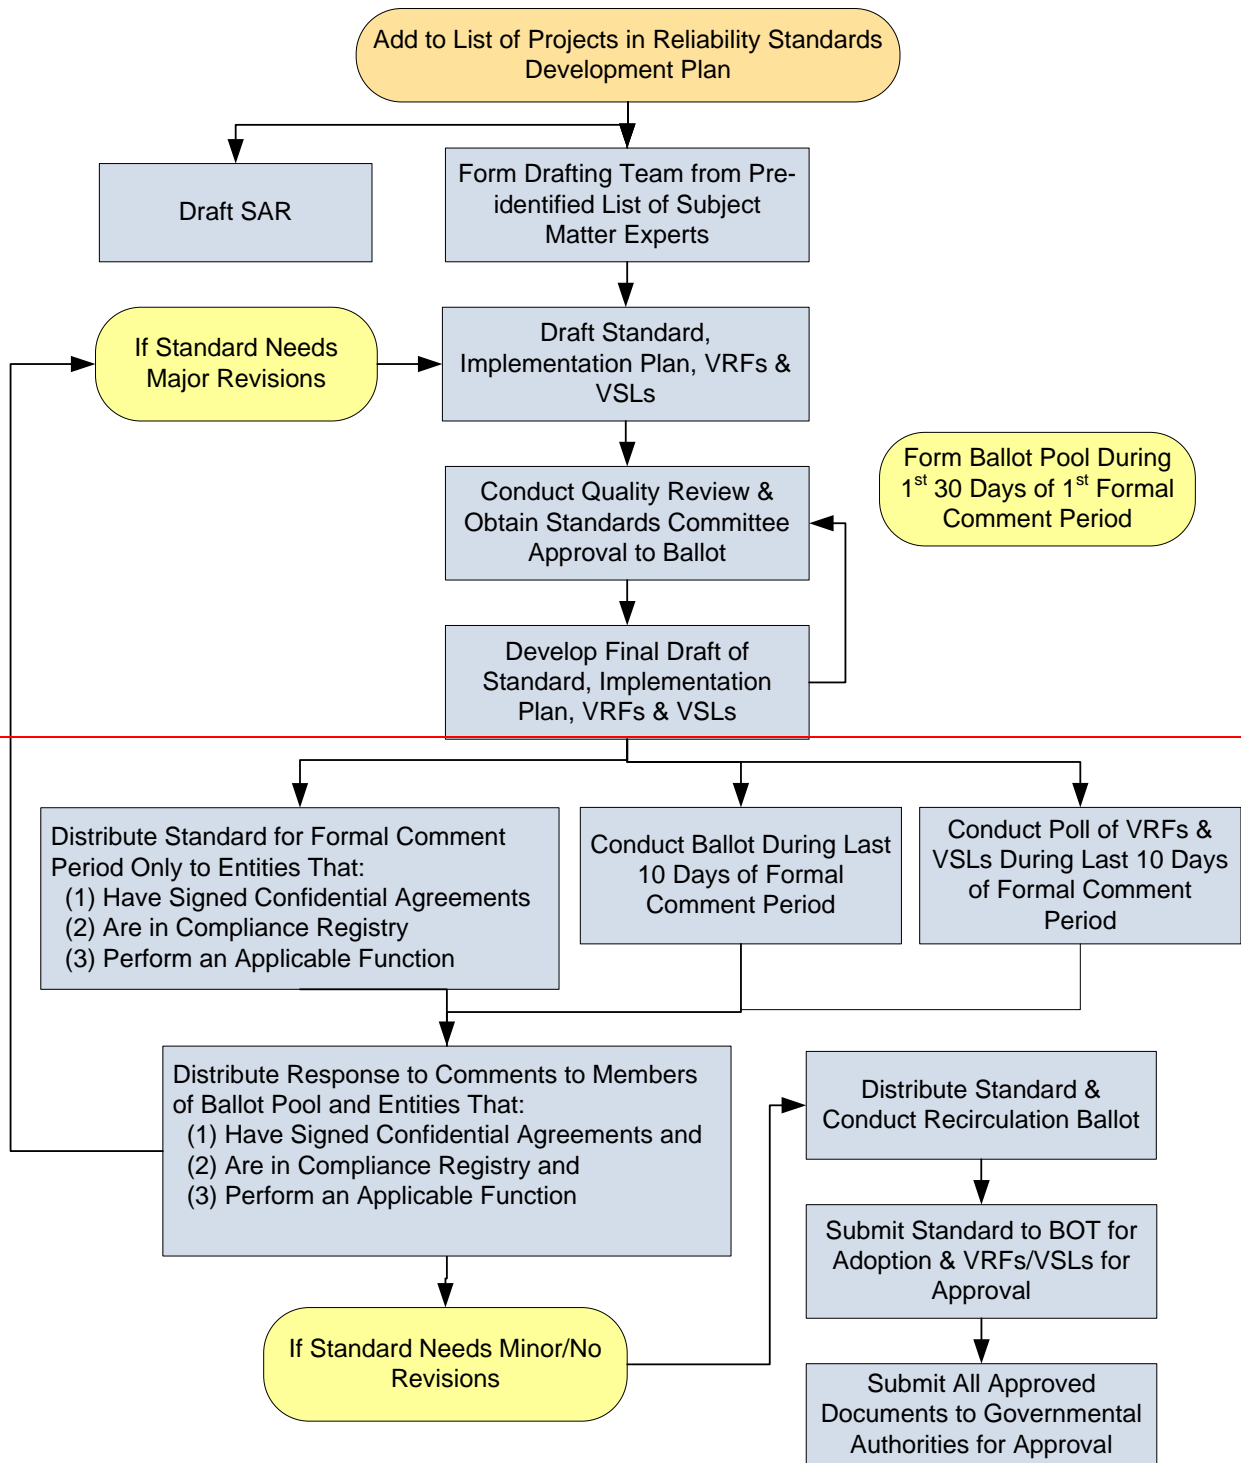 Add to List of Projects in Reliability Standards
Development Plan
Draft SAR
Form Drafting Team from Pre-
identified List of Subject
Matter Experts
If Standard Needs
Major Revisions
Draft Standard,
Implementation Plan, VRFs &
VSLs
Form Ballot Pool During
1st 30 Days of 1st Formal
Comment Period
Conduct Quality Review &
Obtain Standards Committee
Approval to Ballot
Develop Final Draft of
Standard, Implementation
Plan, VRFs & VSLs
Distribute Standard for Formal Comment
Period Only to Entities That:
(1) Have Signed Confidential Agreements
(2) Are in Compliance Registry
(3) Perform an Applicable Function
Conduct Ballot During Last
10 Days of Formal
Comment Period
Conduct Poll of VRFs &
VSLs During Last 10 Days
of Formal Comment
Period
Distribute Response to Comments to Members
of Ballot Pool and Entities That:
(1) Have Signed Confidential Agreements and
(2) Are in Compliance Registry and
(3) Perform an Applicable Function
Distribute Standard &
Conduct Recirculation Ballot
Submit Standard to BOT for
Adoption & VRFs/VSLs for
Approval
If Standard Needs Minor/No
Revisions
Submit All Approved
Documents to Governmental
Authorities for Approval